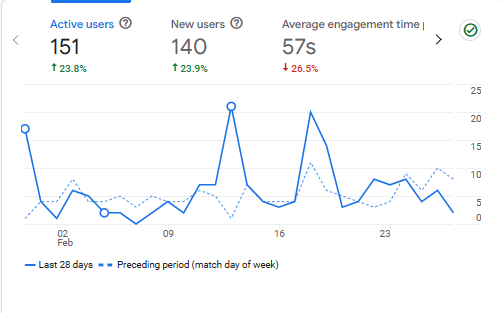 Active users
New users
Average engagement time
151
140
57s
23.8%
23.9%
26.5%
25
20
15
10
5
0
02
Feb
09
16
23
Last 28 days
Preceding period (match day of week)